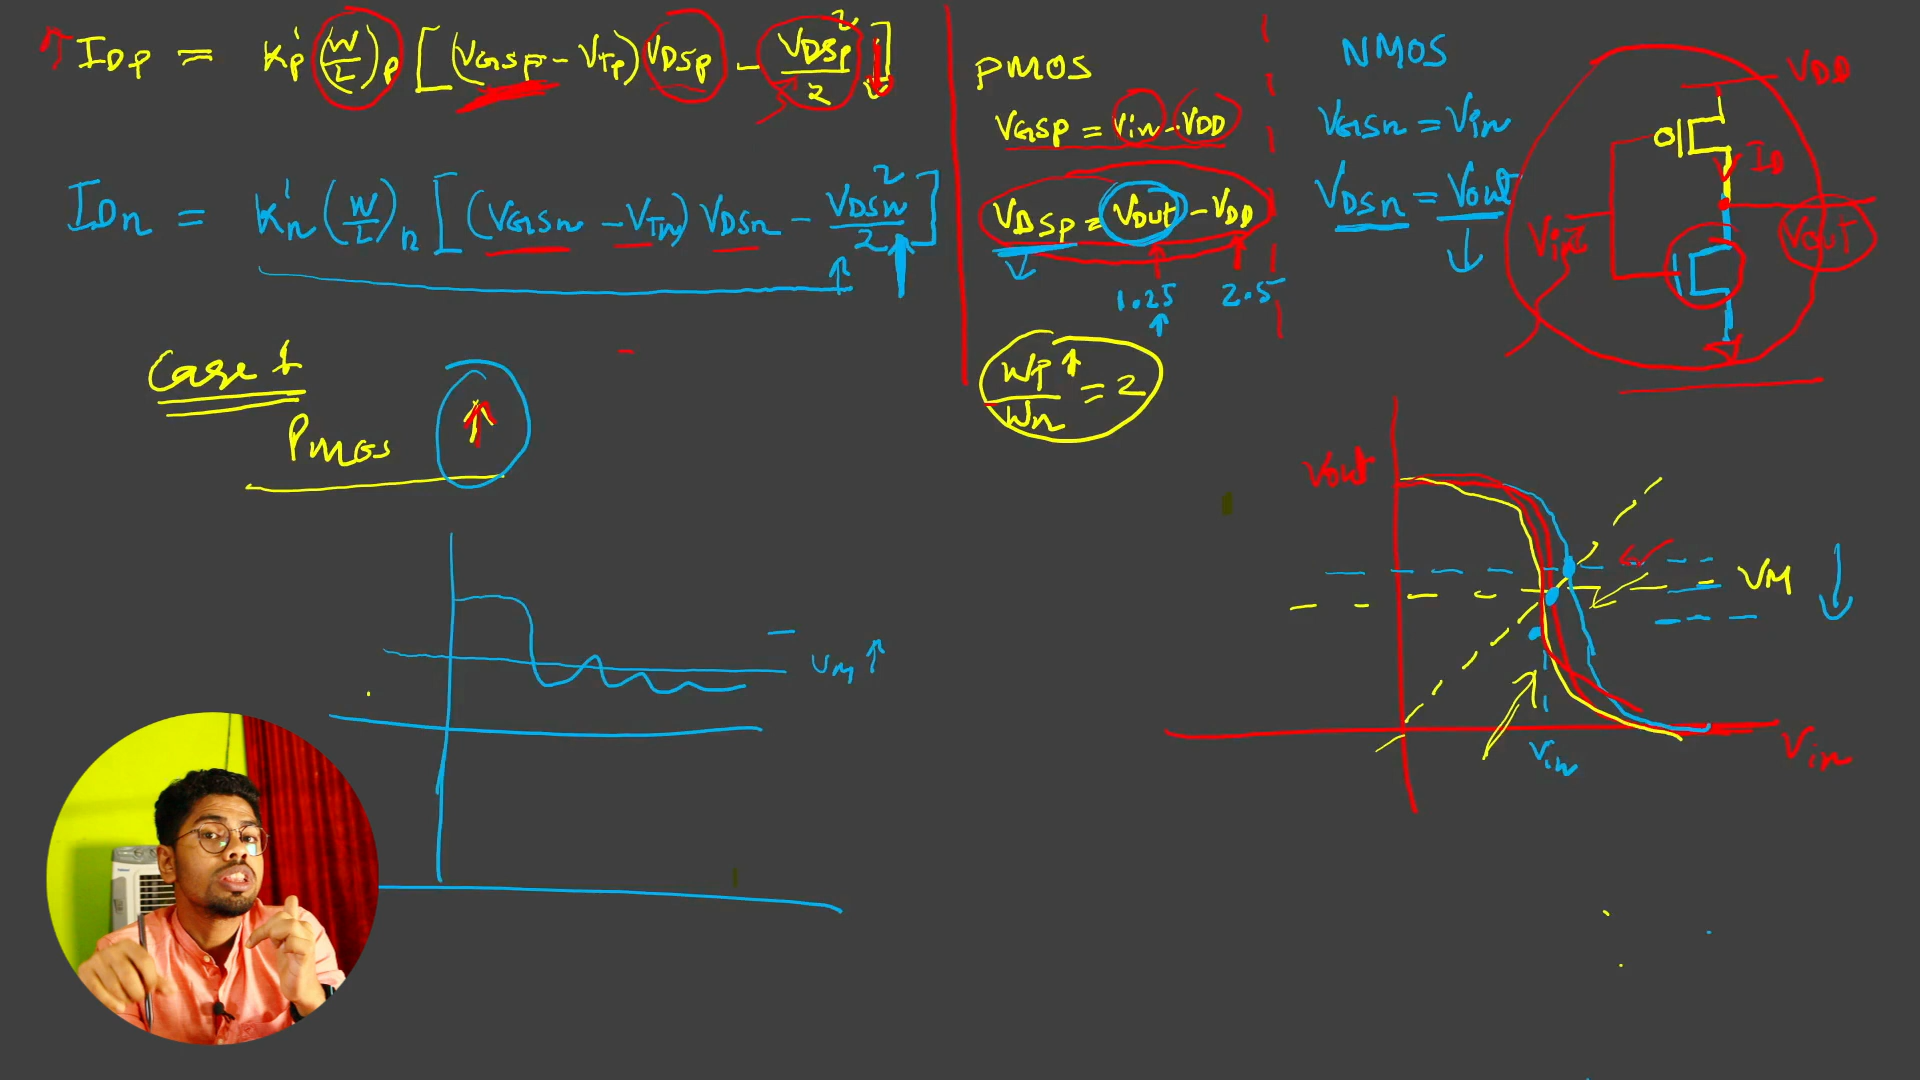 ↑ IDp = K'p (W/L)p [(VGSp - VTp) VDSp - VDSp²/2]
IDn = K'n (W/L)n [(VGSn - VTn) VDSn - VDSn²/2]
PMOS
VGSp = Vin - VDD
VDSp = Vout - VDD
1.25 2.5
Wp↑/Wn = 2
NMOS
VGSn = Vin
VDSn = Vout
↓
VDD
ID
Vin
Vout
Case 1
PMOS ↑
VM ↑
Vout
VM ↓
Vin
Vin